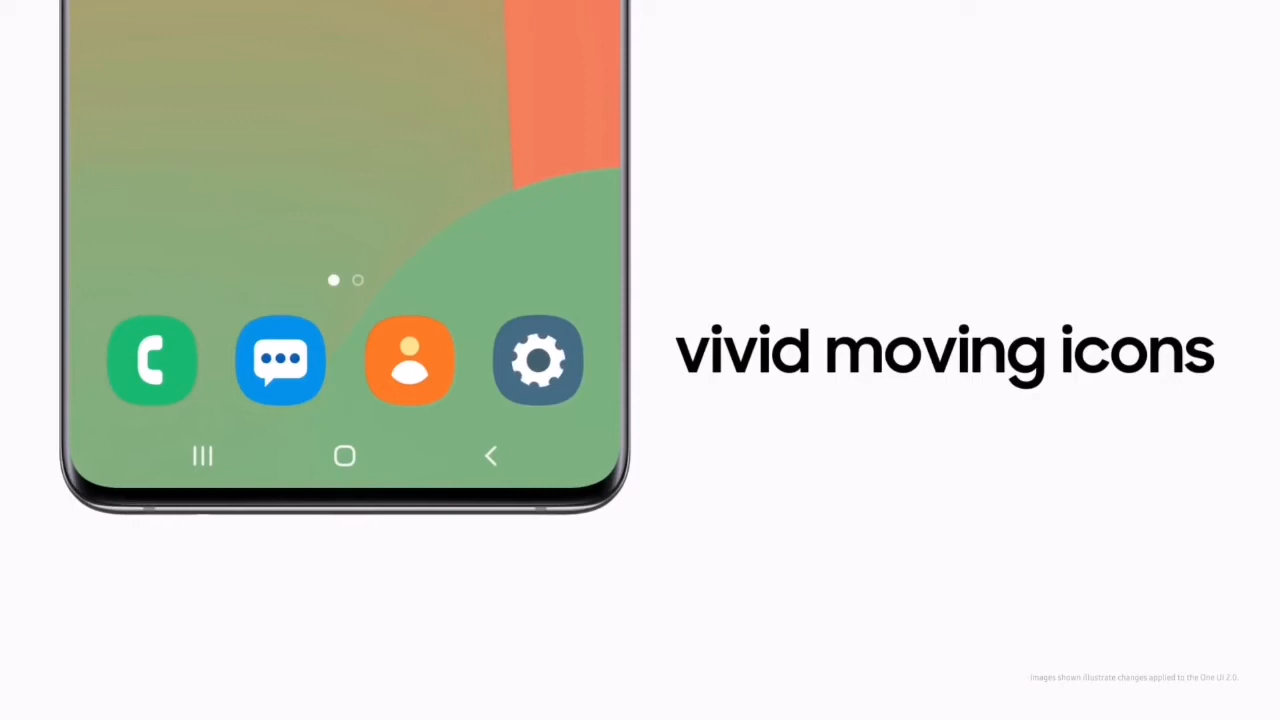 vivid moving icons
Images shown illustrate changes applied to the One UI 2.0.